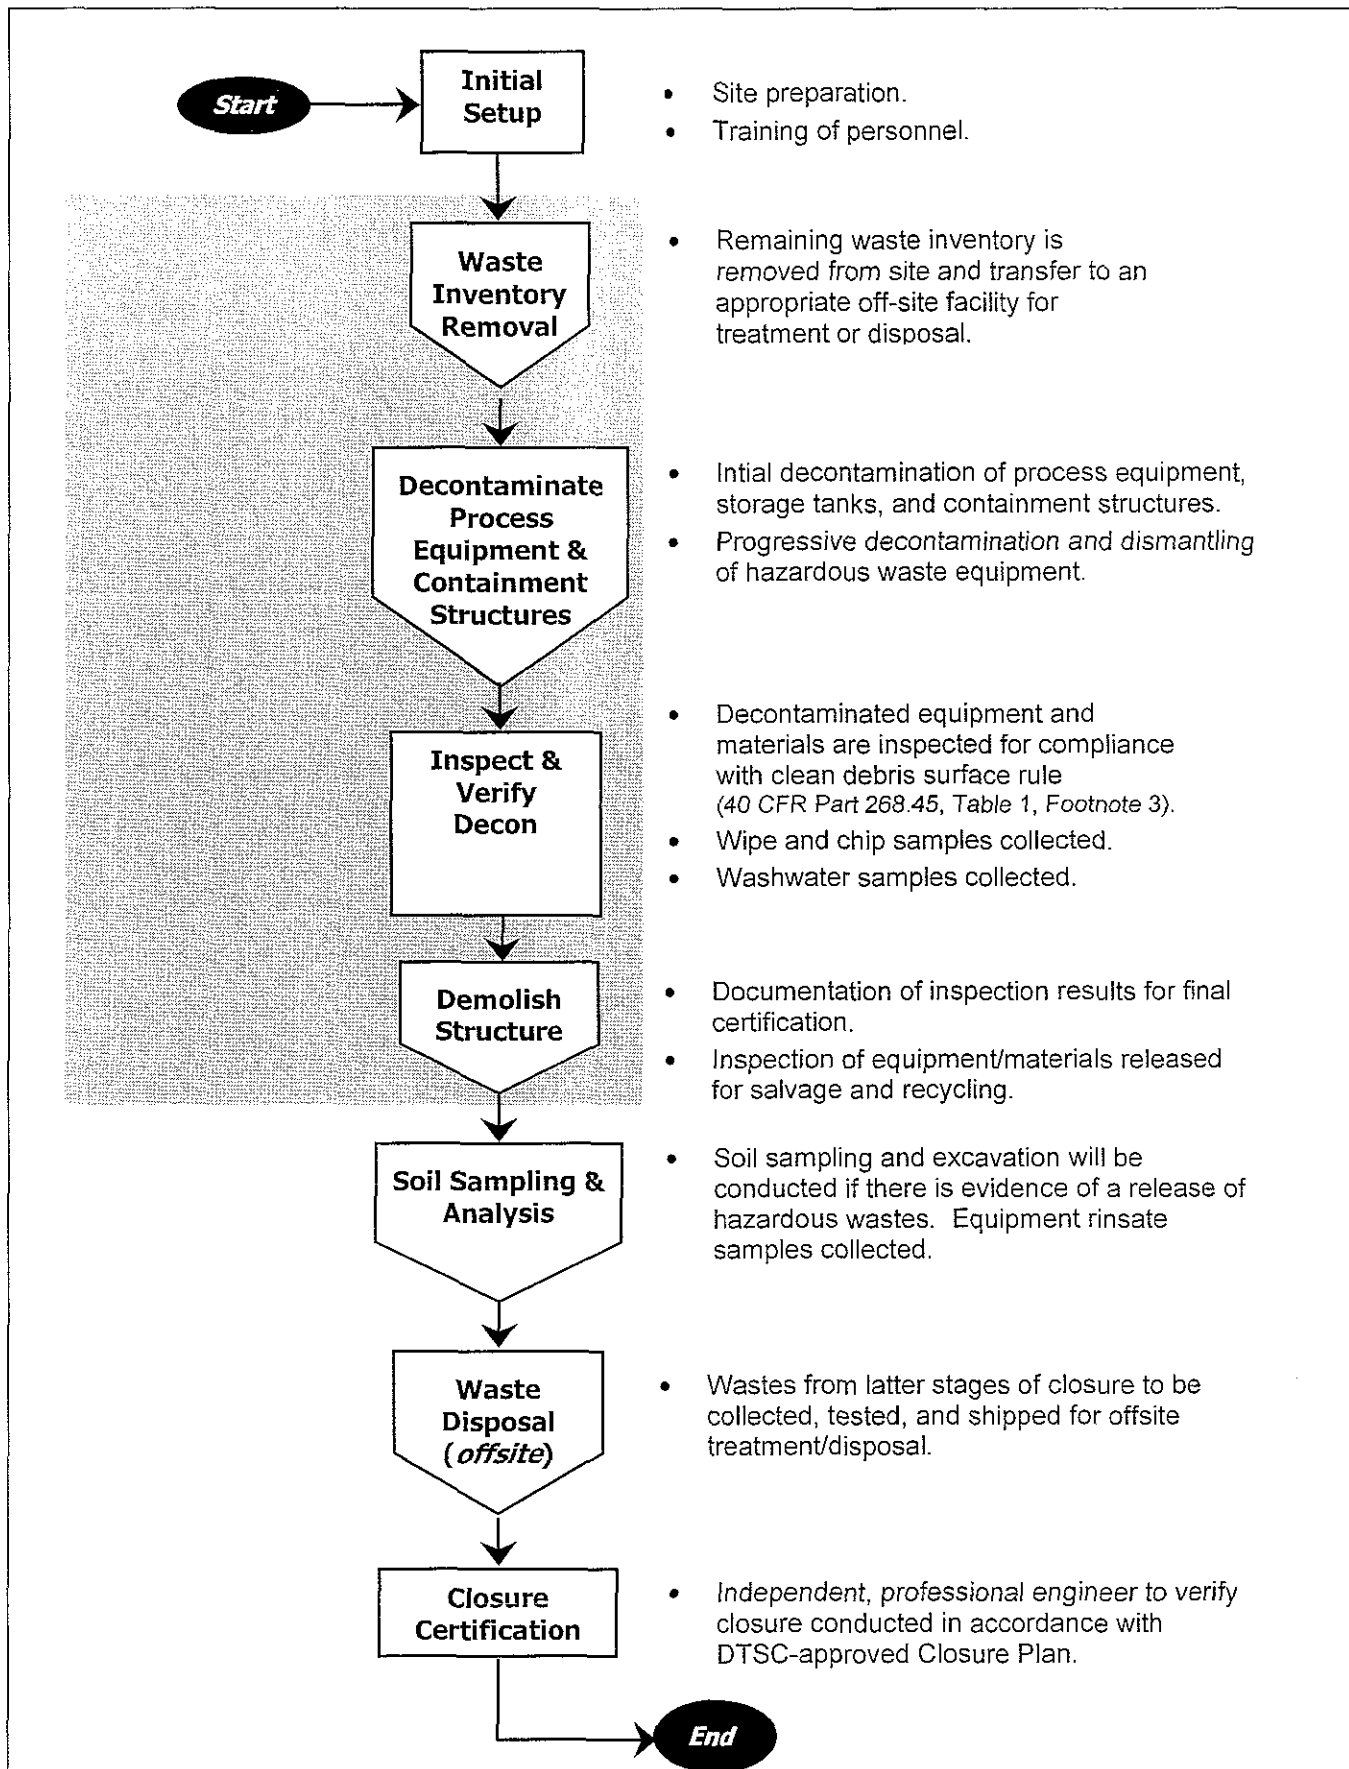 Start
Initial
Setup
• Site preparation.
• Training of personnel.
Waste
Inventory
Removal
• Remaining waste inventory is
removed from site and transfer to an
appropriate off-site facility for
treatment or disposal.
Decontaminate
Process
Equipment &
Containment
Structures
• Intial decontamination of process equipment,
storage tanks, and containment structures.
• Progressive decontamination and dismantling
of hazardous waste equipment.
Inspect &
Verify
Decon
• Decontaminated equipment and
materials are inspected for compliance
with clean debris surface rule
(40 CFR Part 268.45, Table 1, Footnote 3).
• Wipe and chip samples collected.
• Washwater samples collected.
Demolish
Structure
• Documentation of inspection results for final
certification.
• Inspection of equipment/materials released
for salvage and recycling.
Soil Sampling &
Analysis
• Soil sampling and excavation will be
conducted if there is evidence of a release of
hazardous wastes. Equipment rinsate
samples collected.
Waste
Disposal
(offsite)
• Wastes from latter stages of closure to be
collected, tested, and shipped for offsite
treatment/disposal.
Closure
Certification
• Independent, professional engineer to verify
closure conducted in accordance with
DTSC-approved Closure Plan.
End